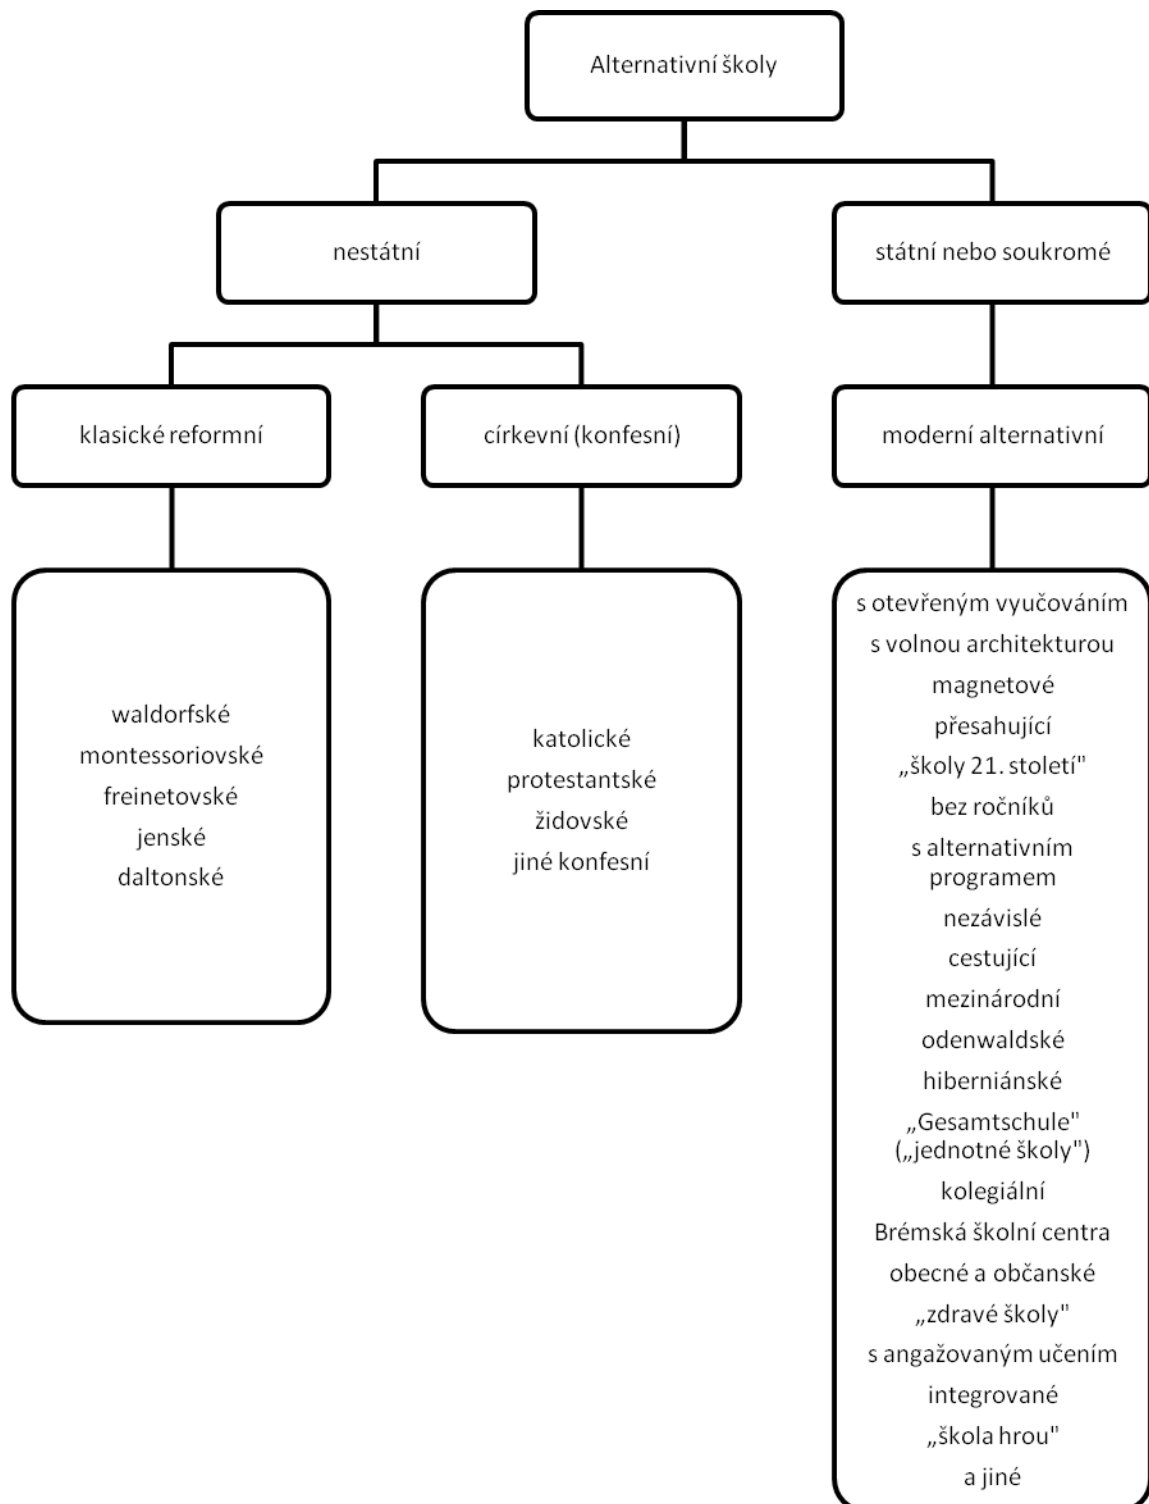 Alternativní školy
nestátní
státní nebo soukromé
klasické reformní
církevní (konfesní)
moderní alternativní
waldorfské
montessoriovské
freinetovské
jenské
daltonské
katolické
protestantské
židovské
jiné konfesní
s otevřeným vyučováním
s volnou architekturou
magnetové
přesahující
„školy 21. století"
bez ročníků
s alternativním
programem
nezávislé
cestující
mezinárodní
odenwaldské
hiberniánské
„Gesamtschule"
(„jednotné školy")
kolegiální
Brémská školní centra
obecné a občanské
„zdravé školy"
s angažovaným učením
integrované
„škola hrou"
a jiné